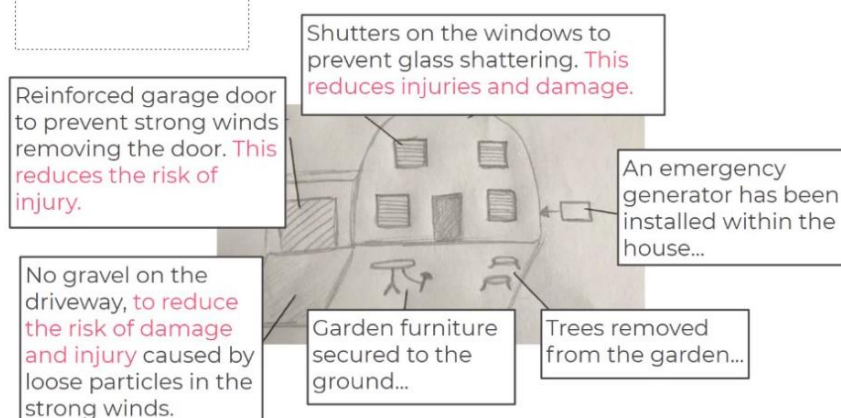 Shutters on the windows to
prevent glass shattering. This
reduces injuries and damage.
Reinforced garage door
to prevent strong winds
removing the door. This
reduces the risk of
injury.
An emergency
generator has been
installed within the
house...
No gravel on the
driveway, to reduce
the risk of damage
and injury caused by
loose particles in the
strong winds.
Garden furniture
secured to the
ground...
Trees removed
from the garden...